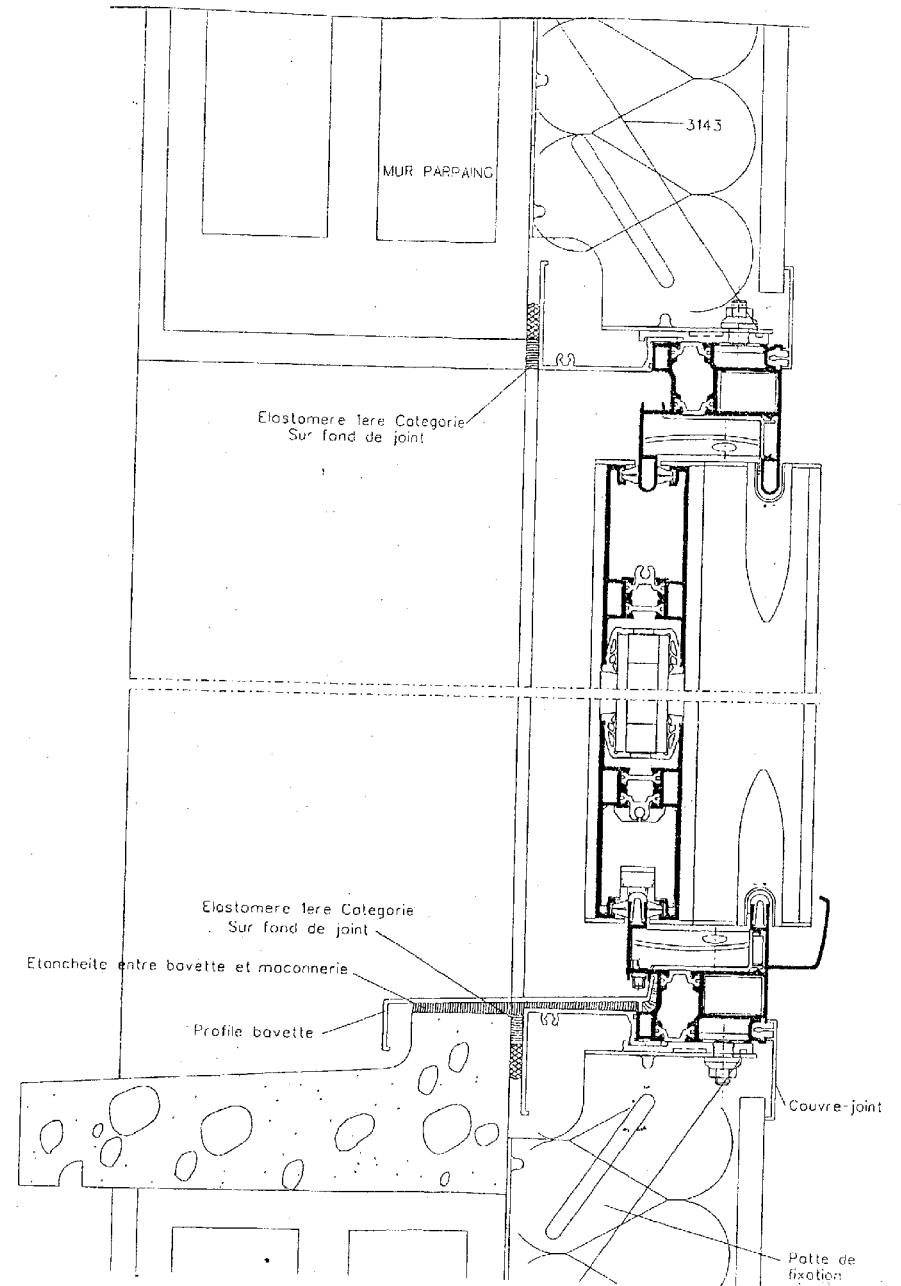 3143
MUR PARPAING
Elastomere 1ere Categorie
Sur fond de joint
Elastomere 1ere Categorie
Sur fond de joint
Etancheite entre bavette et maconnerie
Profile bavette
Couvre-joint
Patte de
fixation